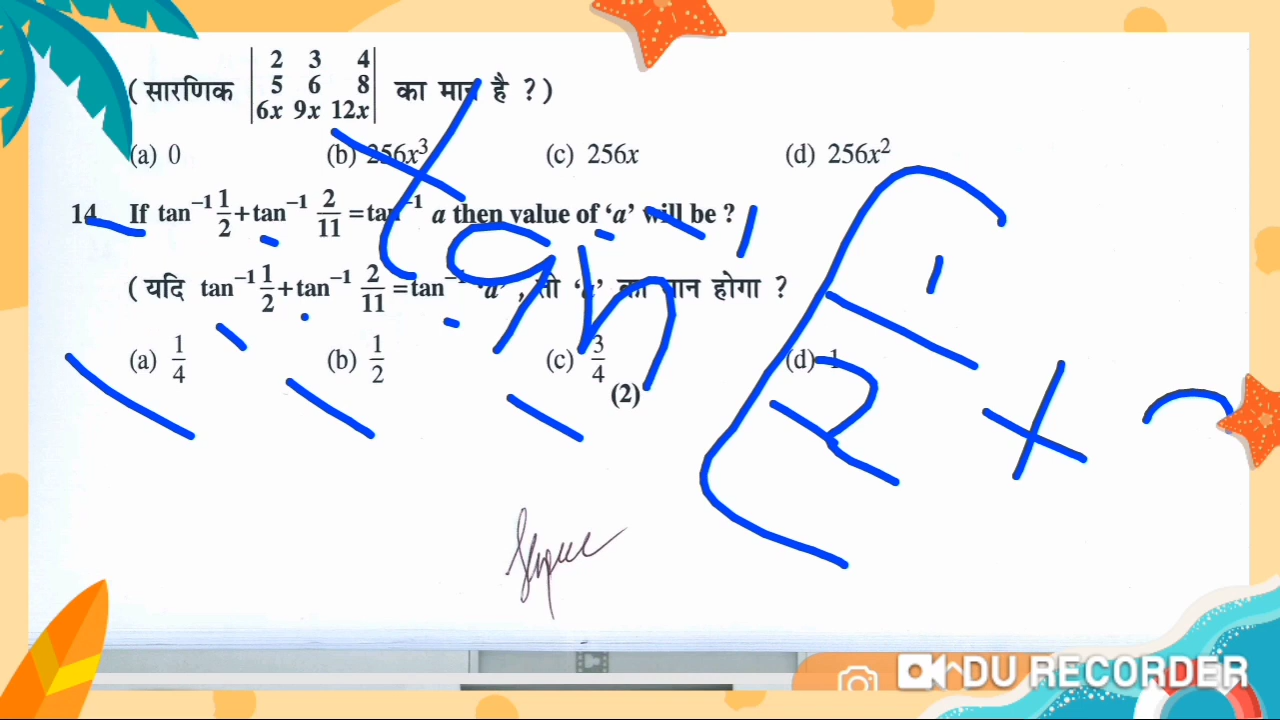 ( सारणिक | 2 3 4 | का मान है ? )
| 5 6 8 |
| 6x 9x 12x |
(a) 0 (b) 256x³ (c) 256x (d) 256x²
14. If tan⁻¹ 1/2 + tan⁻¹ 2/11 = tan⁻¹ a then value of ‘a’ will be ?
( यदि tan⁻¹ 1/2 + tan⁻¹ 2/11 = tan⁻¹ ‘a’ , तो ‘a’ का मान होगा ?
(a) 1/4 (b) 1/2 (c) 3/4 (d) 1
(2)
tan⁻¹ ( 1/2 +
DU RECORDER